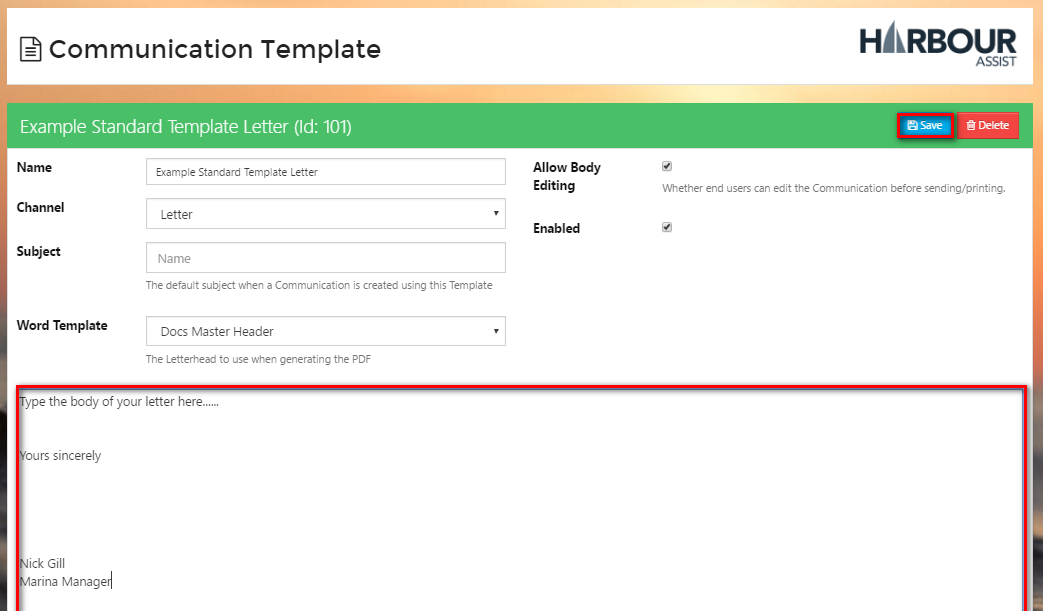 Communication Template
HARBOUR
ASSIST
Example Standard Template Letter (Id: 101)
Save
Delete
Name
Example Standard Template Letter
Channel
Letter
Subject
Name
The default subject when a Communication is created using this Template
Word Template
Docs Master Header
The Letterhead to use when generating the PDF
Allow Body
Editing
Whether end users can edit the Communication before sending/printing.
Enabled
Type the body of your letter here......
Yours sincerely
Nick Gill
Marina Manager